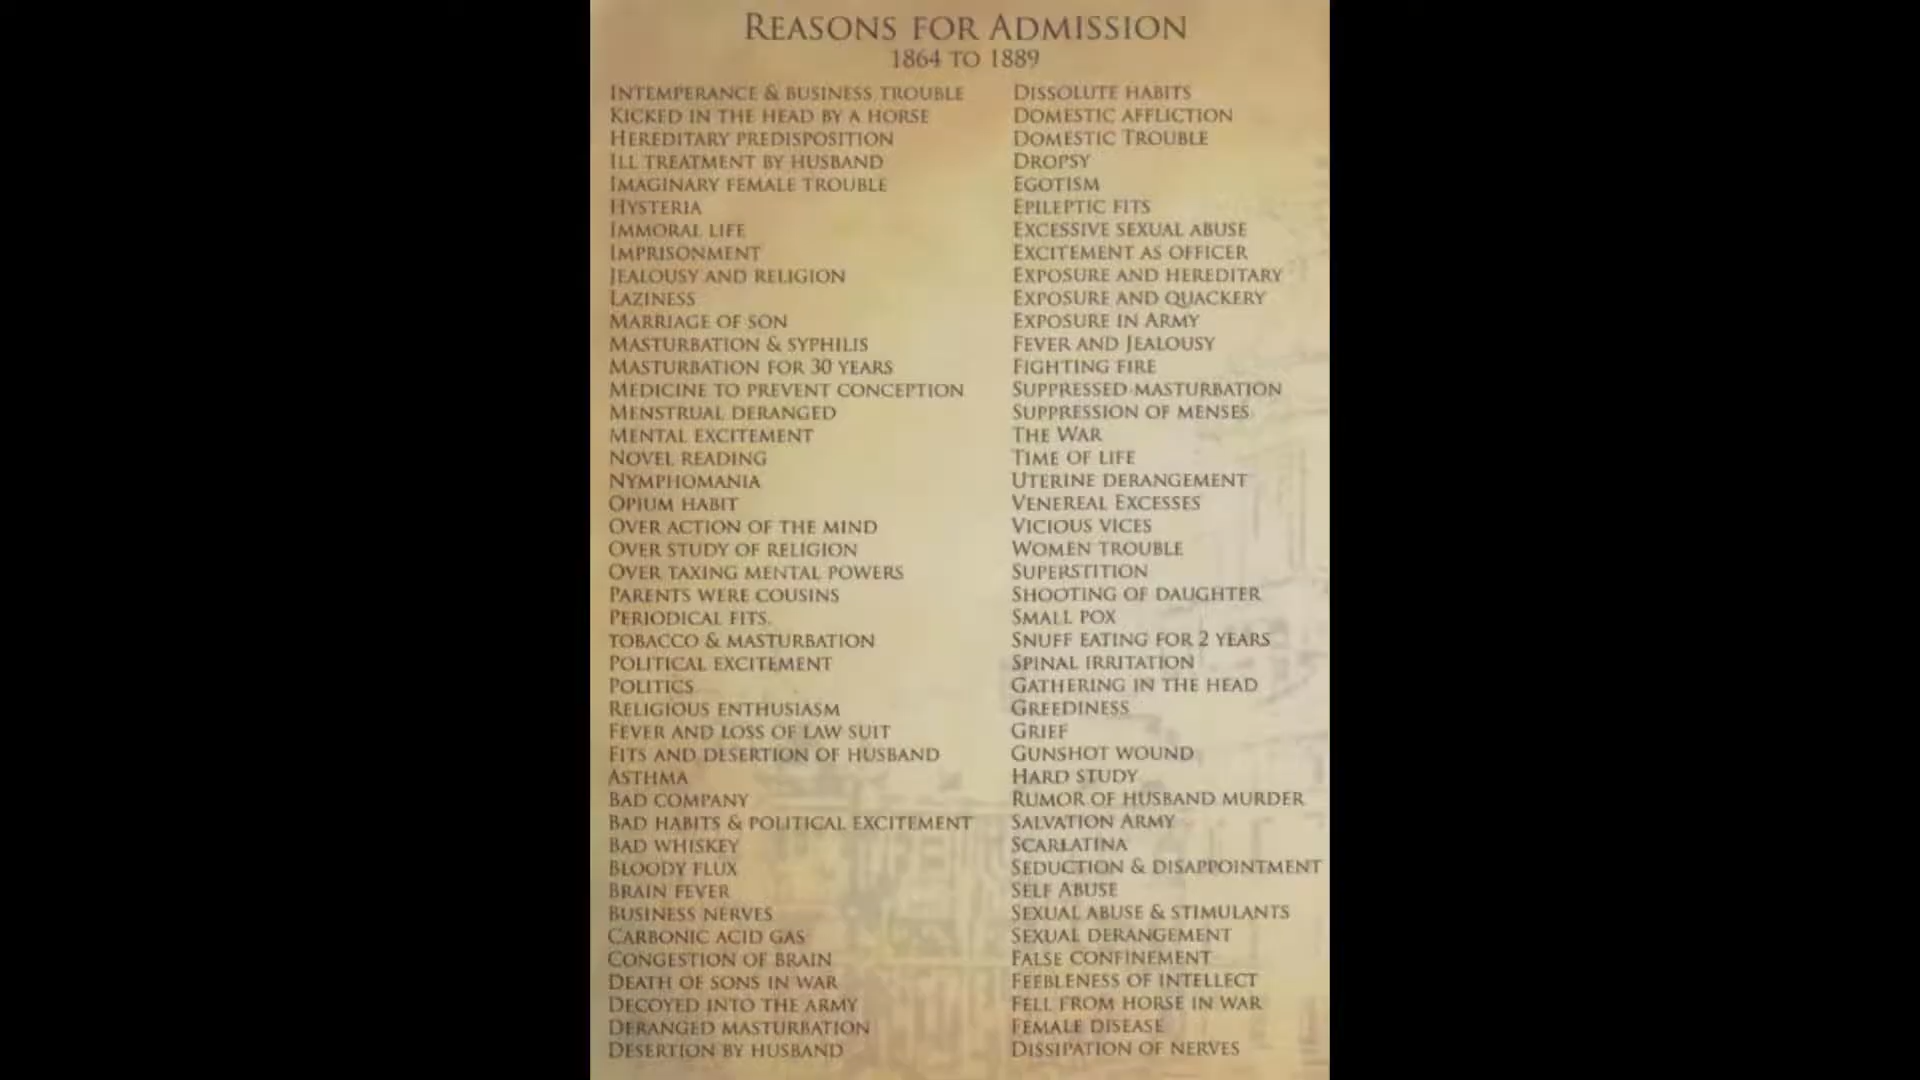 REASONS FOR ADMISSION
1864 TO 1889
INTEMPERANCE & BUSINESS TROUBLE
KICKED IN THE HEAD BY A HORSE
HEREDITARY PREDISPOSITION
ILL TREATMENT BY HUSBAND
IMAGINARY FEMALE TROUBLE
HYSTERIA
IMMORAL LIFE
IMPRISONMENT
JEALOUSY AND RELIGION
LAZINESS
MARRIAGE OF SON
MASTURBATION & SYPHILIS
MASTURBATION FOR 30 YEARS
MEDICINE TO PREVENT CONCEPTION
MENSTRUAL DERANGED
MENTAL EXCITEMENT
NOVEL READING
NYMPHOMANIA
OPIUM HABIT
OVER ACTION OF THE MIND
OVER STUDY OF RELIGION
OVER TAXING MENTAL POWERS
PARENTS WERE COUSINS
PERIODICAL FITS.
TOBACCO & MASTURBATION
POLITICAL EXCITEMENT
POLITICS
RELIGIOUS ENTHUSIASM
FEVER AND LOSS OF LAW SUIT
FITS AND DESERTION OF HUSBAND
ASTHMA
BAD COMPANY
BAD HABITS & POLITICAL EXCITEMENT
BAD WHISKEY
BLOODY FLUX
BRAIN FEVER
BUSINESS NERVES
CARBONIC ACID GAS
CONGESTION OF BRAIN
DEATH OF SONS IN WAR
DECOYED INTO THE ARMY
DERANGED MASTURBATION
DESERTION BY HUSBAND
DISSOLUTE HABITS
DOMESTIC AFFLICTION
DOMESTIC TROUBLE
DROPSY
EGOTISM
EPILEPTIC FITS
EXCESSIVE SEXUAL ABUSE
EXCITEMENT AS OFFICER
EXPOSURE AND HEREDITARY
EXPOSURE AND QUACKERY
EXPOSURE IN ARMY
FEVER AND JEALOUSY
FIGHTING FIRE
SUPPRESSED MASTURBATION
SUPPRESSION OF MENSES
THE WAR
TIME OF LIFE
UTERINE DERANGEMENT
VENEREAL EXCESSES
VICIOUS VICES
WOMEN TROUBLE
SUPERSTITION
SHOOTING OF DAUGHTER
SMALL POX
SNUFF EATING FOR 2 YEARS
SPINAL IRRITATION
GATHERING IN THE HEAD
GREEDINESS
GRIEF
GUNSHOT WOUND
HARD STUDY
RUMOR OF HUSBAND MURDER
SALVATION ARMY
SCARLATINA
SEDUCTION & DISAPPOINTMENT
SELF ABUSE
SEXUAL ABUSE & STIMULANTS
SEXUAL DERANGEMENT
FALSE CONFINEMENT
FEEBLENESS OF INTELLECT
FELL FROM HORSE IN WAR
FEMALE DISEASE
DISSIPATION OF NERVES